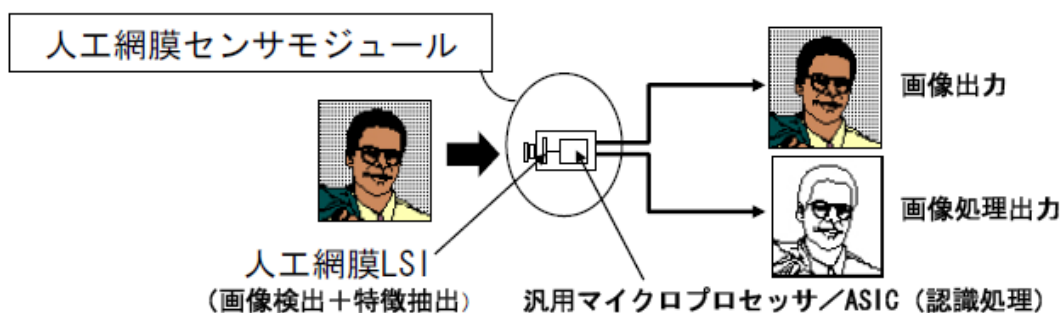 人工網膜センサモジュール
画像出力
画像処理出力
人工網膜LSI
（画像検出＋特徴抽出）
汎用マイクロプロセッサ／ASIC（認識処理）